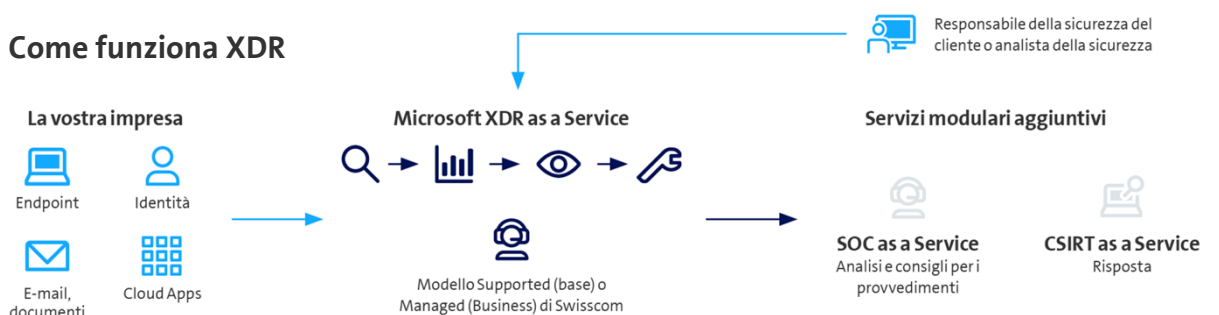 Come funziona XDR
Responsabile della sicurezza del
cliente o analista della sicurezza
La vostra impresa
Endpoint
Identità
E-mail,
documenti
Cloud Apps
Microsoft XDR as a Service
Modello Supported (base) o
Managed (Business) di Swisscom
Servizi modulari aggiuntivi
SOC as a Service
Analisi e consigli per i
provvedimenti
CSIRT as a Service
Risposta